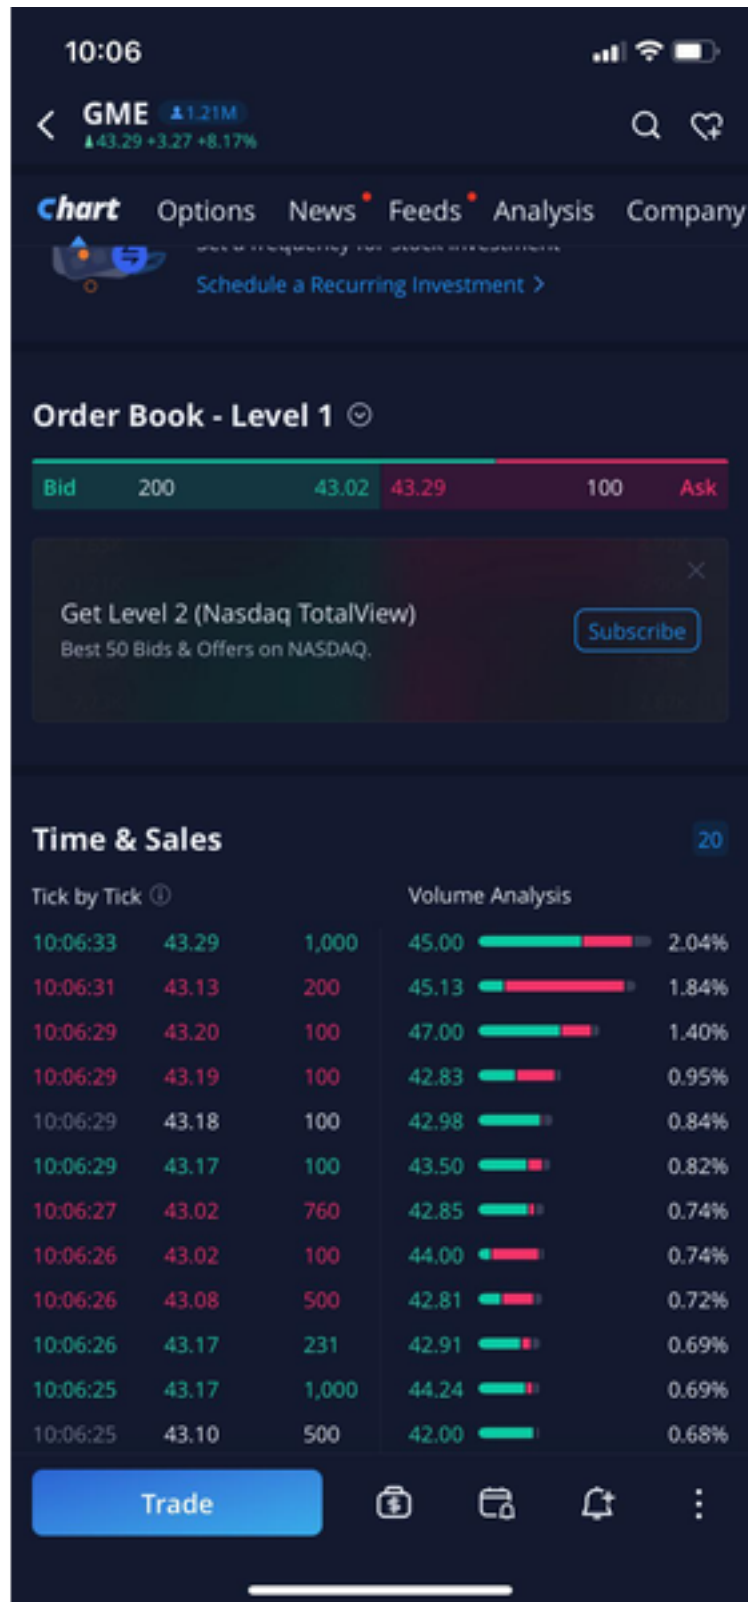 10:06
GME 1.21M
43.29 +3.27 +8.17%
Chart Options News Feeds Analysis Company
Set a frequency for stock investment
Schedule a Recurring Investment >
Order Book - Level 1
Bid 200 43.02 43.29 100 Ask
Get Level 2 (Nasdaq TotalView)
Best 50 Bids & Offers on NASDAQ.
Subscribe
Time & Sales 20
Tick by Tick Volume Analysis
10:06:33 43.29 1,000 45.00 2.04%
10:06:31 43.13 200 45.13 1.84%
10:06:29 43.20 100 47.00 1.40%
10:06:29 43.19 100 42.83 0.95%
10:06:29 43.18 100 42.98 0.84%
10:06:29 43.17 100 43.50 0.82%
10:06:27 43.02 760 42.85 0.74%
10:06:26 43.02 100 44.00 0.74%
10:06:26 43.08 500 42.81 0.72%
10:06:26 43.17 231 42.91 0.69%
10:06:25 43.17 1,000 44.24 0.69%
10:06:25 43.10 500 42.00 0.68%
Trade